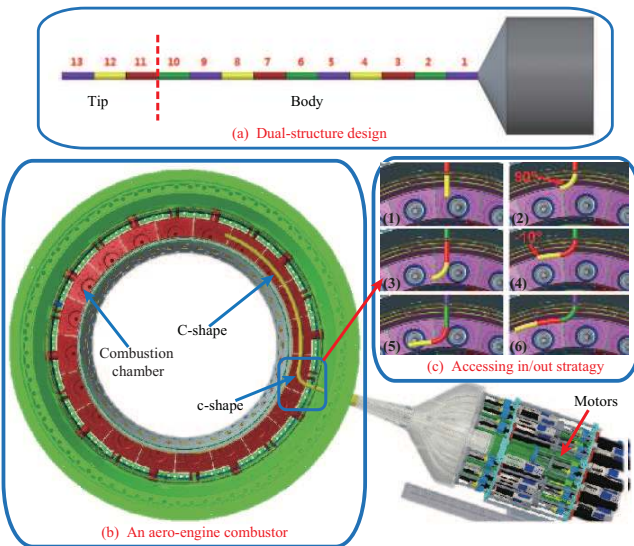 13 12 11 10 9 8 7 6 5 4 3 2 1
Tip
Body
(a) Dual-structure design
C-shape
Combustion
chamber
c-shape
(b) An aero-engine combustor
(1)
(2)
90°
(3)
(4)
-10°
(5)
(6)
(c) Accessing in/out stratagy
Motors